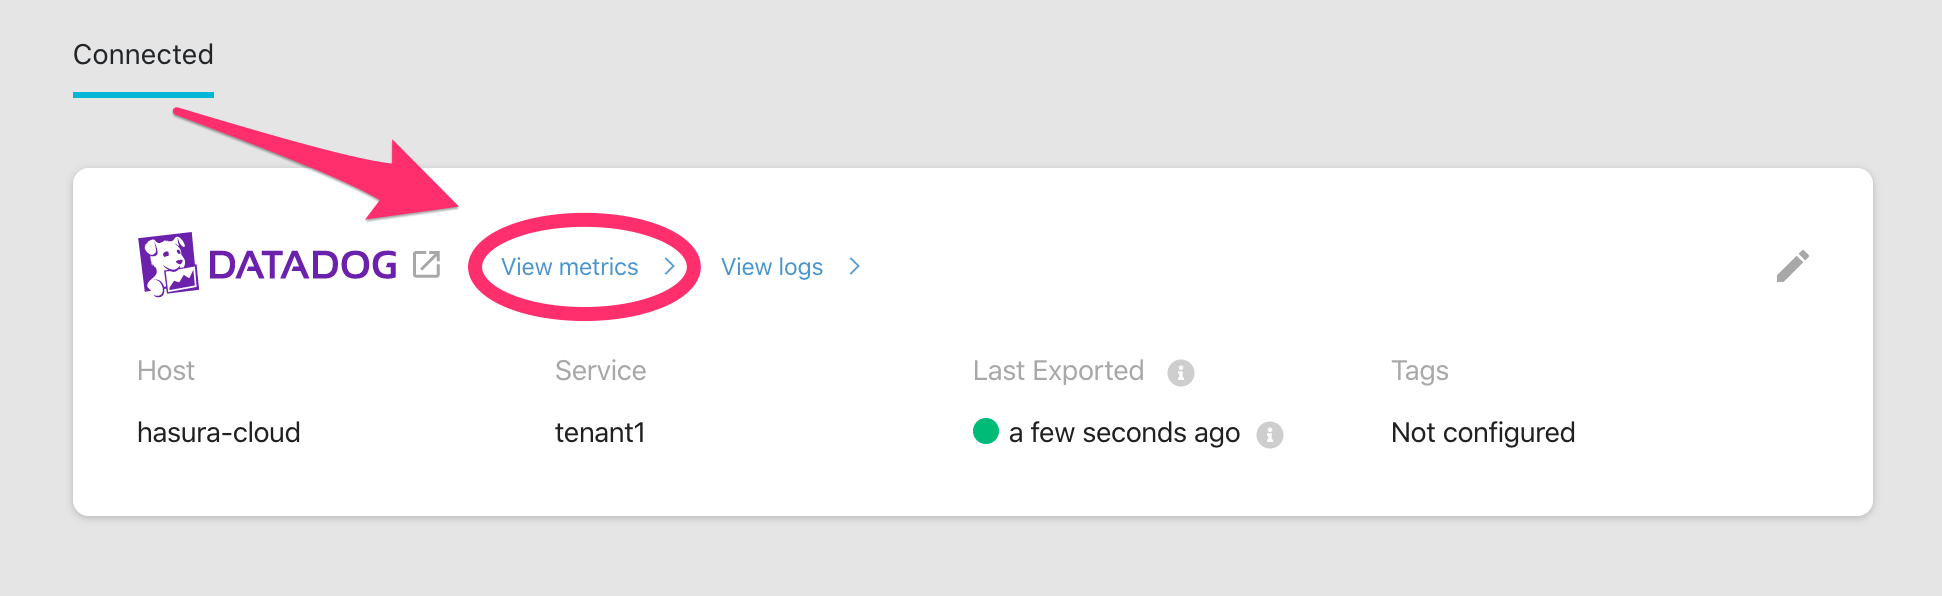 Connected
DATADOG View metrics > View logs >
Host Service Last Exported Tags
hasura-cloud tenant1 a few seconds ago Not configured